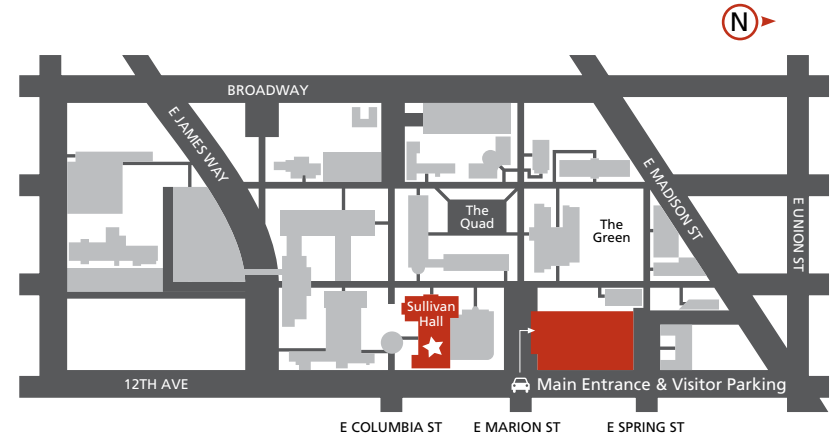 N
BROADWAY
E JAMES WAY
E MADISON ST
E UNION ST
The
Quad
The
Green
Sullivan
Hall
12TH AVE
Main Entrance & Visitor Parking
E COLUMBIA ST
E MARION ST
E SPRING ST